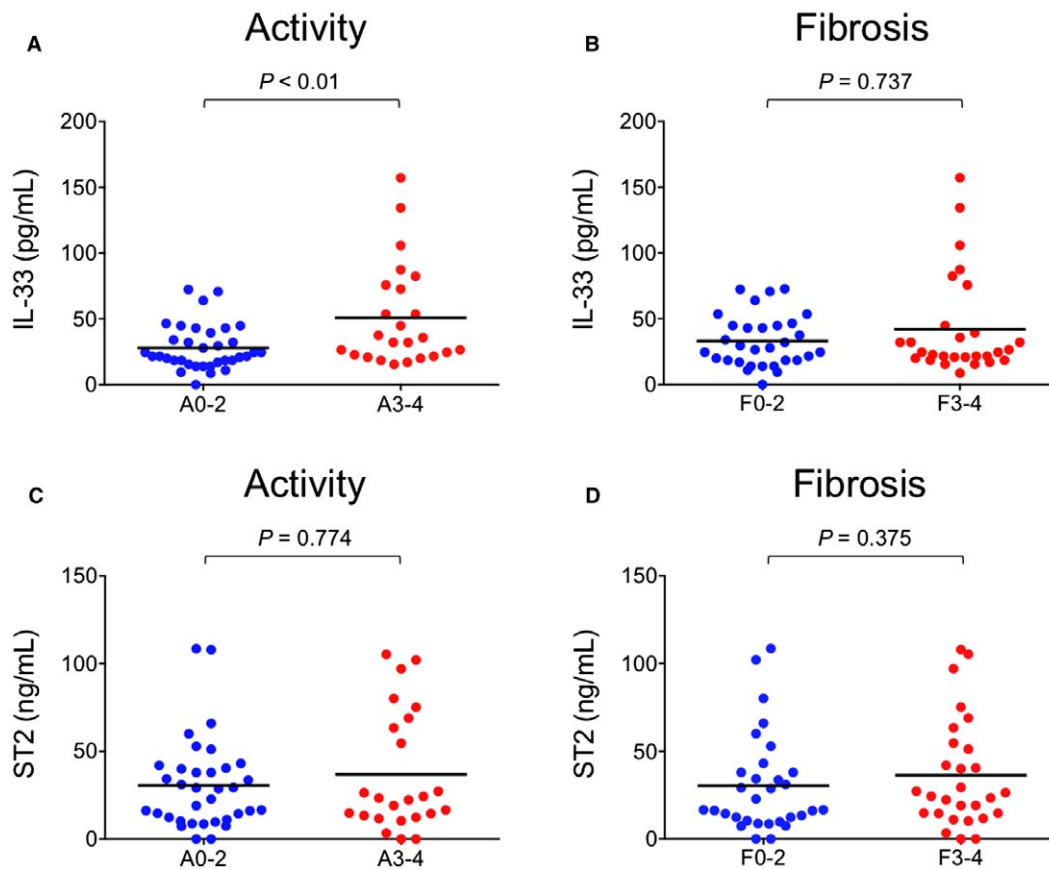 A
Activity
P < 0.01
IL-33 (pg/mL)
200
150
100
50
0
A0-2
A3-4
B
Fibrosis
P = 0.737
IL-33 (pg/mL)
200
150
100
50
0
F0-2
F3-4
C
Activity
P = 0.774
ST2 (ng/mL)
150
100
50
0
A0-2
A3-4
D
Fibrosis
P = 0.375
ST2 (ng/mL)
150
100
50
0
F0-2
F3-4